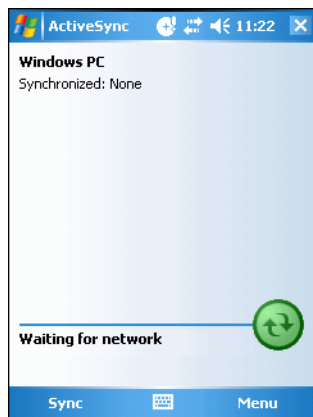 ActiveSync 11:22
Windows PC
Synchronized: None
Waiting for network
Sync Menu